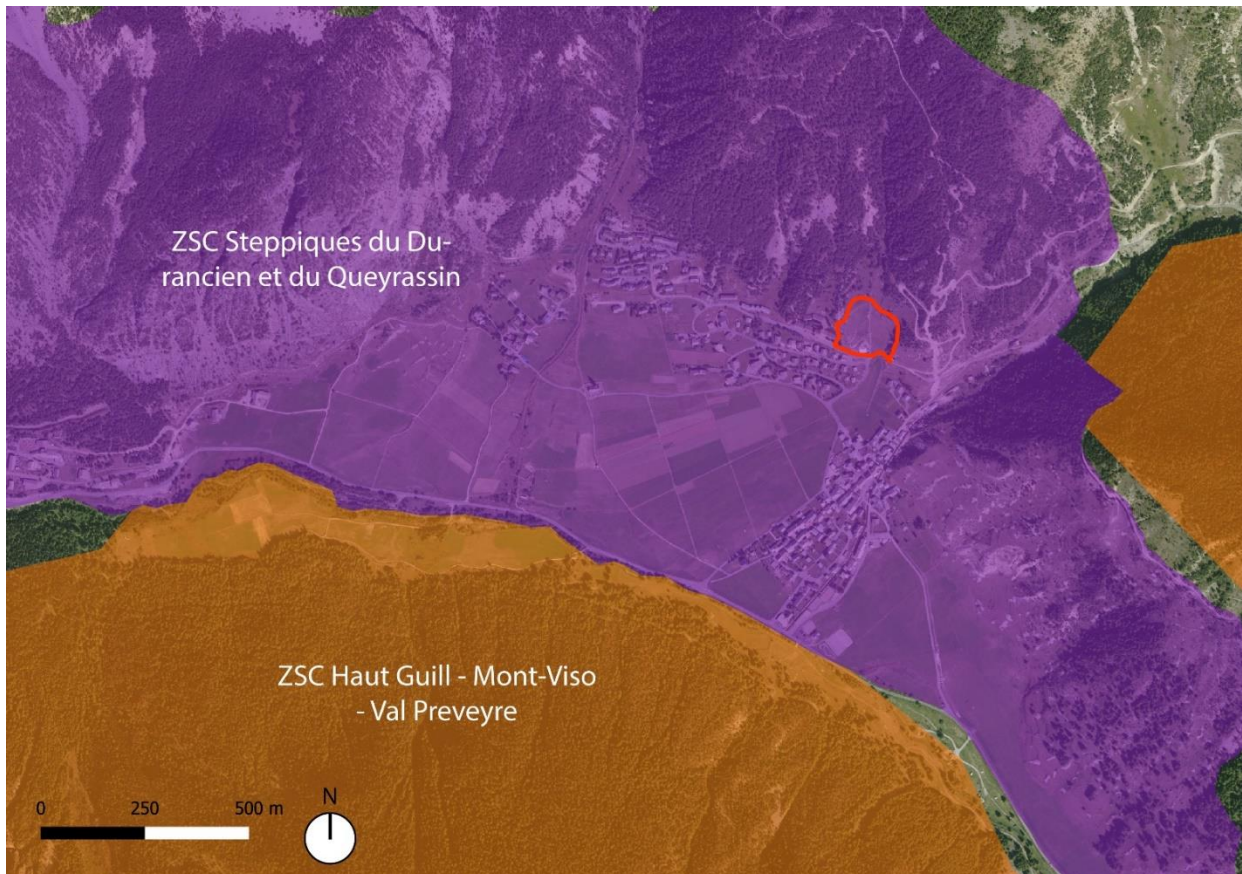 ZSC Steppiques du Du-
rancien et du Queyrassin
ZSC Haut Guill - Mont-Viso
- Val Preveyre
0 250 500 m
N